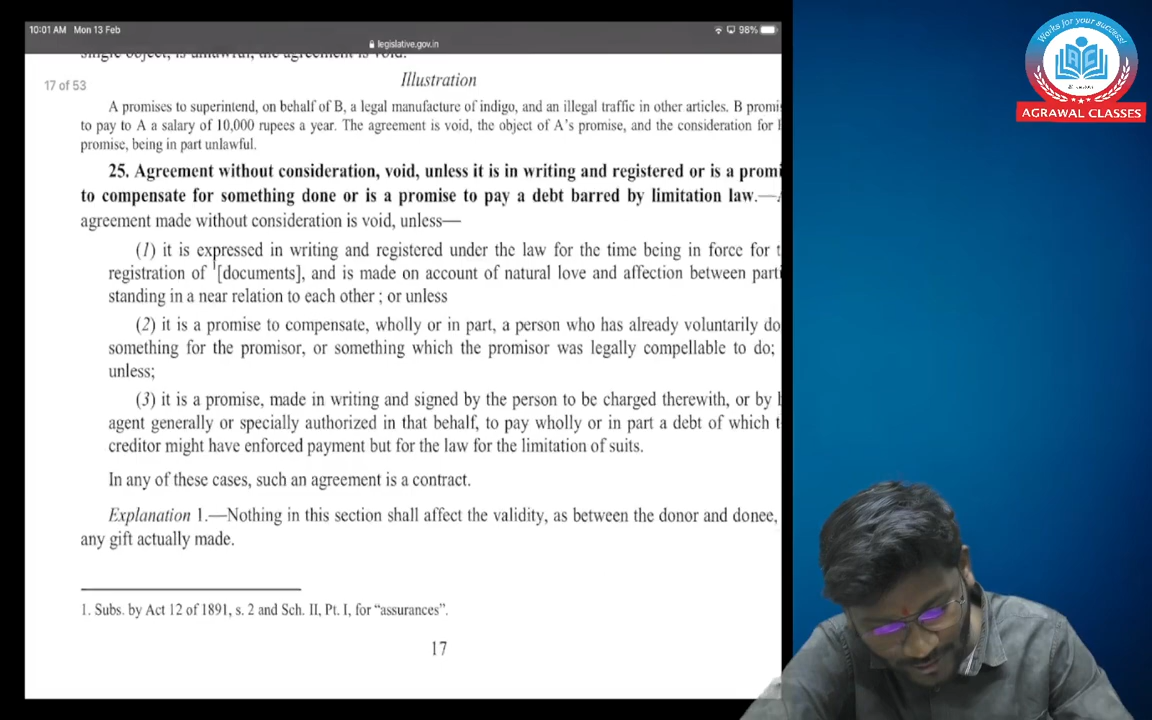 10:01 AM Mon 13 Feb
98%
legislative.gov.in
single object, is unlawful, the agreement is void.
17 of 53
Illustration
A promises to superintend, on behalf of B, a legal manufacture of indigo, and an illegal traffic in other articles. B promi
to pay to A a salary of 10,000 rupees a year. The agreement is void, the object of A's promise, and the consideration for
promise, being in part unlawful.
25. Agreement without consideration, void, unless it is in writing and registered or is a promi
to compensate for something done or is a promise to pay a debt barred by limitation law.—
agreement made without consideration is void, unless—
(1) it is expressed in writing and registered under the law for the time being in force for t
registration of 1[documents], and is made on account of natural love and affection between parti
standing in a near relation to each other ; or unless
(2) it is a promise to compensate, wholly or in part, a person who has already voluntarily do
something for the promisor, or something which the promisor was legally compellable to do;
unless;
(3) it is a promise, made in writing and signed by the person to be charged therewith, or by
agent generally or specially authorized in that behalf, to pay wholly or in part a debt of which t
creditor might have enforced payment but for the law for the limitation of suits.
In any of these cases, such an agreement is a contract.
Explanation 1.—Nothing in this section shall affect the validity, as between the donor and donee,
any gift actually made.
1. Subs. by Act 12 of 1891, s. 2 and Sch. II, Pt. I, for “assurances”.
17
Works for your success!
AC
AGRAWAL CLASSES